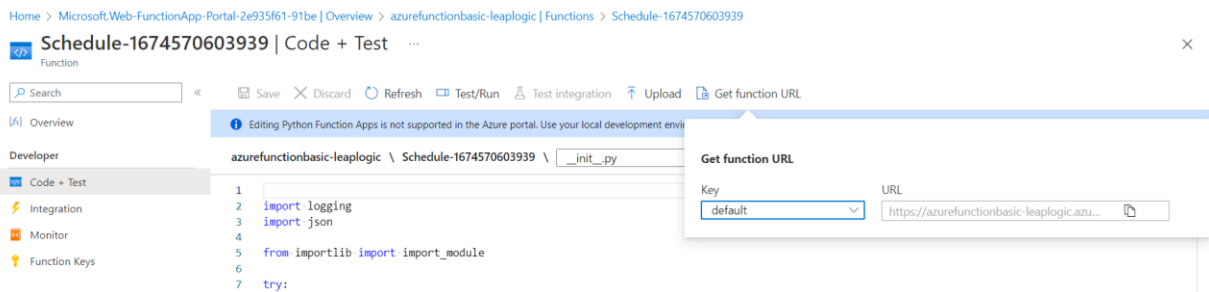 Home > Microsoft.Web-FunctionApp-Portal-2e935f61-91be | Overview > azurefunctionbasic-leaplogic | Functions > Schedule-1674570603939
Schedule-1674570603939 | Code + Test ...
Function
Search
Save Discard Refresh Test/Run Test integration Upload Get function URL
Overview
Editing Python Function Apps is not supported in the Azure portal. Use your local development envir
Developer
azurefunctionbasic-leaplogic \ Schedule-1674570603939 \ __init__.py
Get function URL
Code + Test
Key URL
Integration
default https://azurefunctionbasic-leaplogic.azu...
Monitor
Function Keys
1
2 import logging
3 import json
4
5 from importlib import import_module
6
7 try: